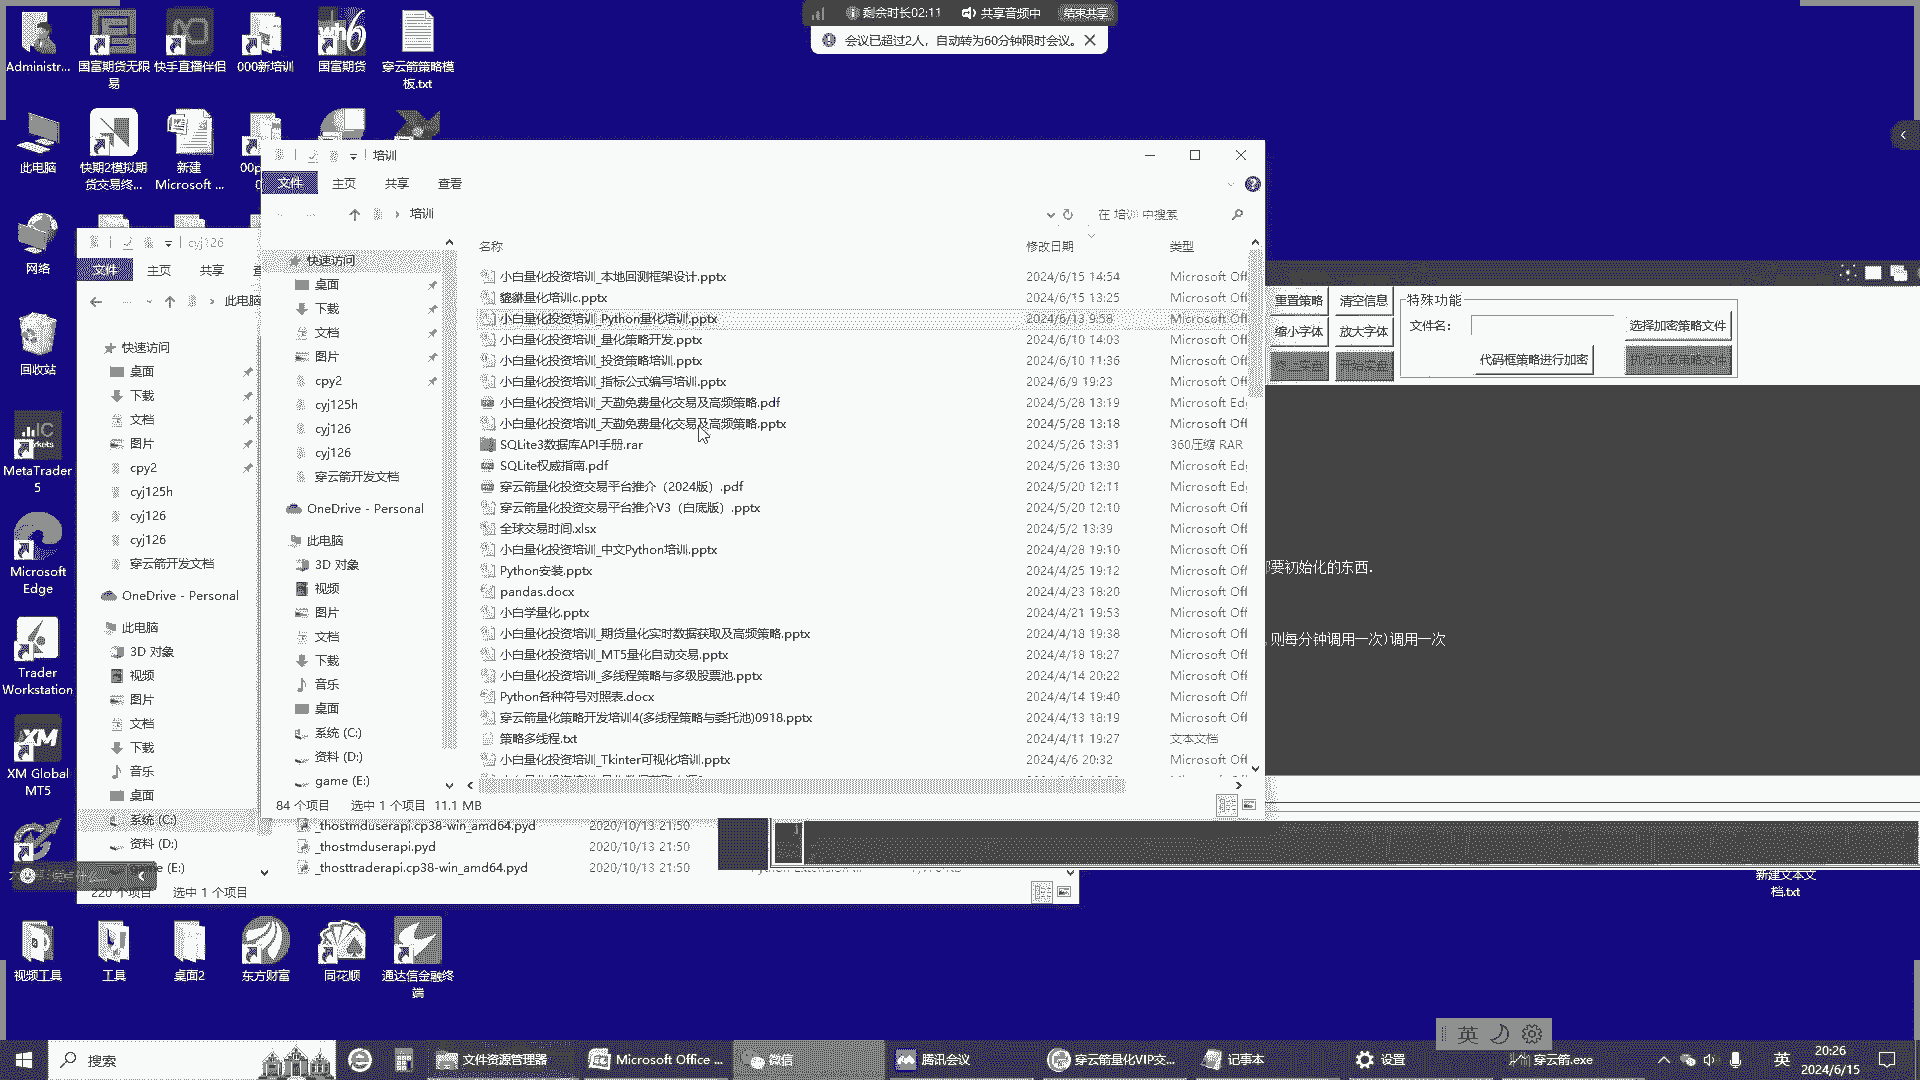 剩余时长02:11
共享音频中
结束共享
会议已超过2人，自动转为60分钟限时会议。
Administr...
国富期货无限易
快手直播伴侣
000新培训
国富期货
穿云箭策略模板.txt
此电脑
快期2模拟期货交易终...
新建 Microsoft ...
网络
回收站
MetaTrader 5
Microsoft Edge
Trader Workstation
XM Global MT5
cyj126
文件
主页
共享
此电脑
快速访问
桌面
下载
文档
图片
cpy2
cyj125h
cyj126
cyj126
穿云箭开发文档
OneDrive - Personal
此电脑
3D 对象
视频
图片
文档
下载
音乐
桌面
系统 (C:)
资料 (D:)
220 个项目
选中 1 个项目
培训
文件
主页
共享
查看
培训
在 培训 中搜索
快速访问
桌面
下载
文档
图片
cpy2
cyj125h
cyj126
cyj126
穿云箭开发文档
OneDrive - Personal
此电脑
3D 对象
视频
图片
文档
下载
音乐
桌面
系统 (C:)
资料 (D:)
game (E:)
名称 修改日期 类型
小白量化投资培训_本地回测框架设计.pptx 2024/6/15 14:54 Microsoft Off
貔貅量化培训c.pptx 2024/6/15 13:25 Microsoft Off
小白量化投资培训_Python量化培训.pptx 2024/6/13 9:58 Microsoft Off
小白量化投资培训_量化策略开发.pptx 2024/6/10 14:03 Microsoft Off
小白量化投资培训_投资策略培训.pptx 2024/6/10 11:36 Microsoft Off
小白量化投资培训_指标公式编写培训.pptx 2024/6/9 19:23 Microsoft Off
小白量化投资培训_天勤免费量化交易及高频策略.pdf 2024/5/28 13:19 Microsoft Edg
小白量化投资培训_天勤免费量化交易及高频策略.pptx 2024/5/28 13:18 Microsoft Off
SQLite3数据库API手册.rar 2024/5/26 13:31 360压缩 RAR
SQLite权威指南.pdf 2024/5/26 13:30 Microsoft Edg
穿云箭量化投资交易平台推介（2024版）.pdf 2024/5/20 12:11 Microsoft Edg
穿云箭量化投资交易平台推介V3（白底版）.pptx 2024/5/20 12:10 Microsoft Off
全球交易时间.xlsx 2024/5/2 13:39 Microsoft Off
小白量化投资培训_中文Python培训.pptx 2024/4/28 19:10 Microsoft Off
Python安装.pptx 2024/4/25 19:12 Microsoft Off
pandas.docx 2024/4/23 18:20 Microsoft Off
小白学量化.pptx 2024/4/21 19:53 Microsoft Off
小白量化投资培训_期货量化实时数据获取及高频策略.pptx 2024/4/18 19:38 Microsoft Off
小白量化投资培训_MT5量化自动交易.pptx 2024/4/18 18:27 Microsoft Off
小白量化投资培训_多线程策略与多级股票池.pptx 2024/4/14 20:22 Microsoft Off
Python各种符号对照表.docx 2024/4/14 19:40 Microsoft Off
穿云箭量化策略开发培训4(多线程策略与委托池)0918.pptx 2024/4/13 18:19 Microsoft Off
策略多线程.txt 2024/4/11 19:27 文本文档
小白量化投资培训_Tkinter可视化培训.pptx 2024/4/6 20:32 Microsoft Off
84 个项目 选中 1 个项目 11.1 MB
_thostmduserapi.cp38-win_amd64.pyd 2020/10/13 21:50
_thostmduserapi.pyd 2020/10/13 21:50
_thosttraderapi.cp38-win_amd64.pyd 2020/10/13 21:50
重置策略
清空信息
缩小字体
放大字体
特殊功能
文件名：
选择加密策略文件
代码框策略进行加密
执行加密策略文件
要初始化的东西.
则每分钟调用一次)调用一次
新建文本文档.txt
视频工具
工具
桌面2
东方财富
同花顺
通达信金融终端
英
搜索
文件资源管理器
Microsoft Office ...
微信
腾讯会议
穿云箭量化VIP交...
记事本
设置
穿云箭.exe
英
20:26
2024/6/15